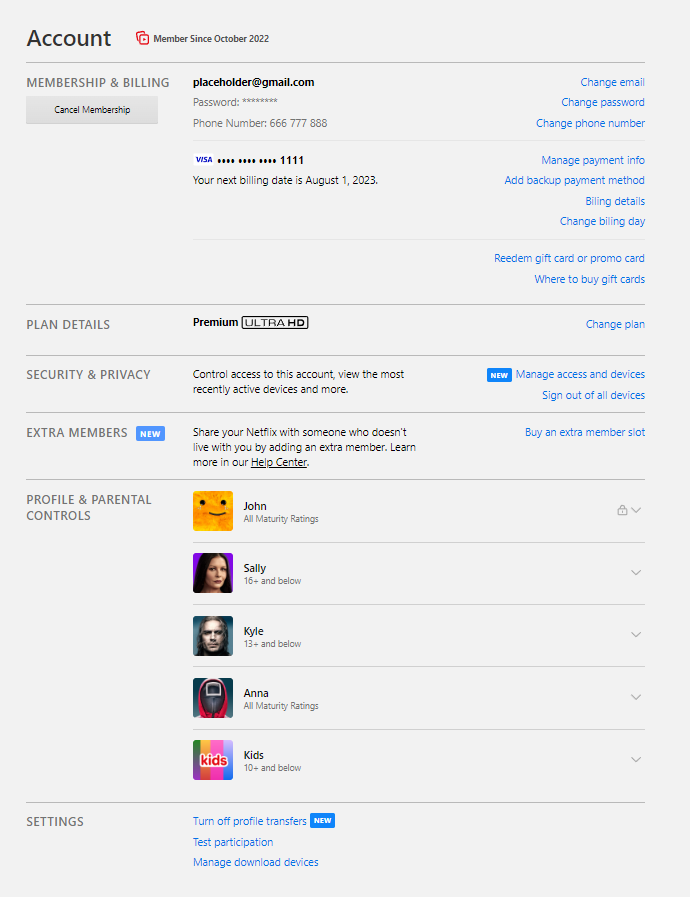 Account
Member Since October 2022
MEMBERSHIP & BILLING
Cancel Membership
placeholder@gmail.com
Change email
Password: ********
Change password
Phone Number: 666 777 888
Change phone number
VISA •••• •••• •••• 1111
Manage payment info
Your next billing date is August 1, 2023.
Add backup payment method
Biling details
Change biling day
Reedem gift card or promo card
Where to buy gift cards
PLAN DETAILS
Premium ULTRA HD
Change plan
SECURITY & PRIVACY
Control access to this account, view the most
recently active devices and more.
NEW Manage access and devices
Sign out of all devices
EXTRA MEMBERS NEW
Share your Netflix with someone who doesn't
live with you by adding an extra member. Learn
more in our Help Center.
Buy an extra member slot
PROFILE & PARENTAL
CONTROLS
John
All Maturity Ratings
Sally
16+ and below
Kyle
13+ and below
Anna
All Maturity Ratings
kids
Kids
10+ and below
SETTINGS
Turn off profile transfers NEW
Test participation
Manage download devices